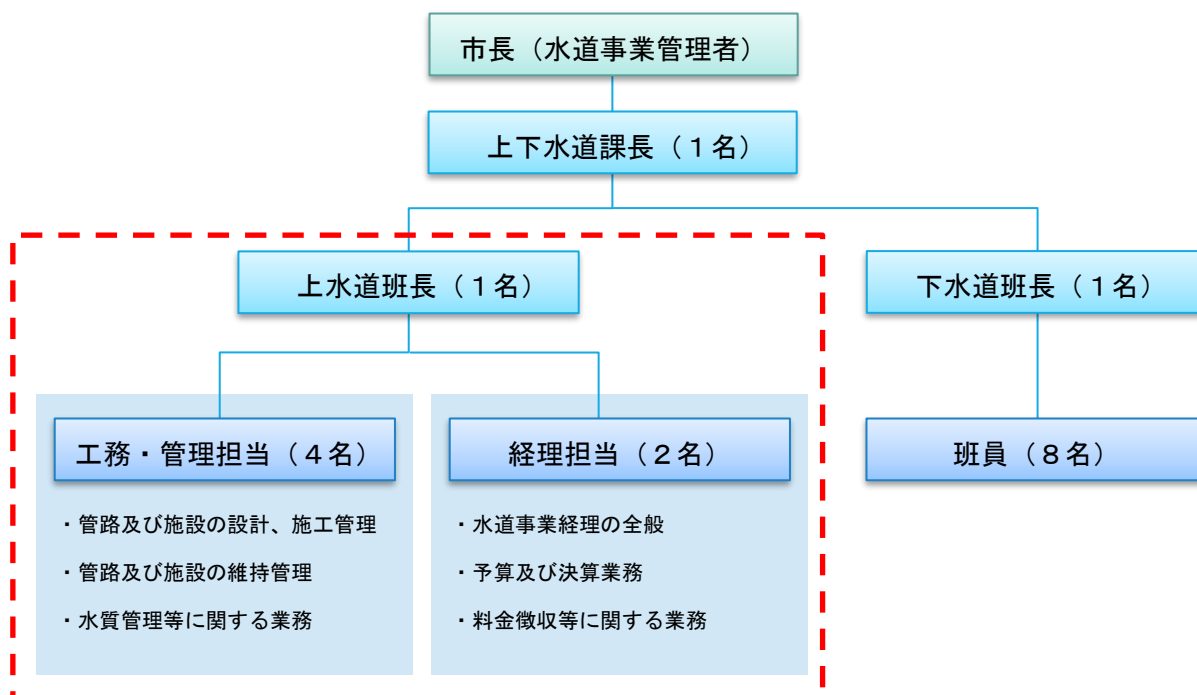 市長（水道事業管理者）
上下水道課長（１名）
上水道班長（１名）
下水道班長（１名）
工務・管理担当（４名）
経理担当（２名）
班員（８名）
・管路及び施設の設計、施工管理
・管路及び施設の維持管理
・水質管理等に関する業務
・水道事業経理の全般
・予算及び決算業務
・料金徴収等に関する業務